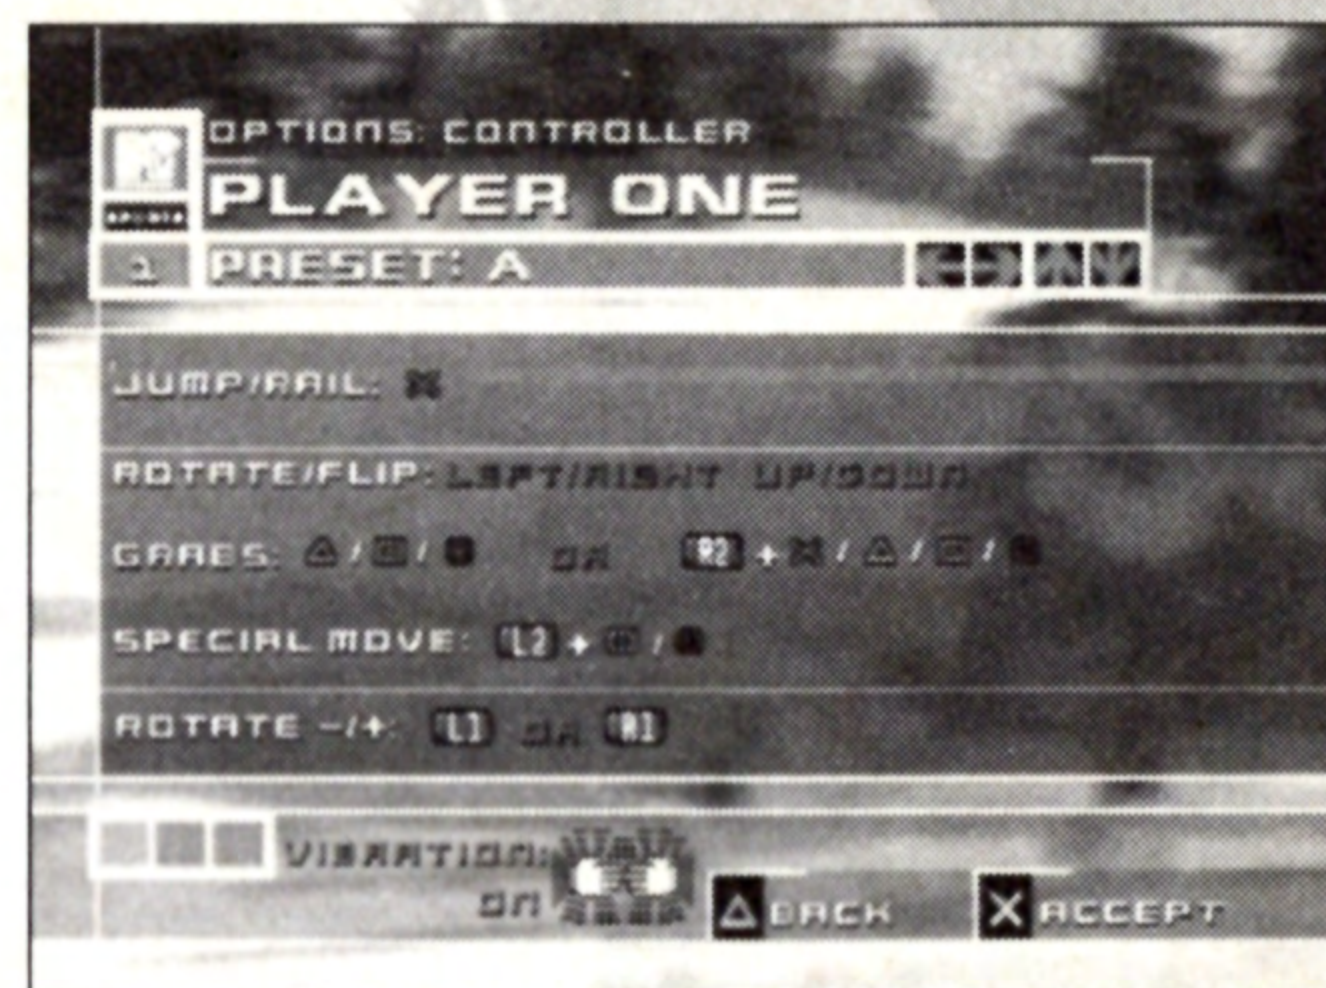 OPTIONS: CONTROLLER
PLAYER ONE
1 PRESET: A
JUMP/RAIL:
ROTATE/FLIP: LEFT/RIGHT UP/DOWN
GRABS: / / OR R2 + / / /
SPECIAL MOVE: L2 + /
ROTATE -/+: L1 OR R1
VIBRATION:
ON
BACK ACCEPT